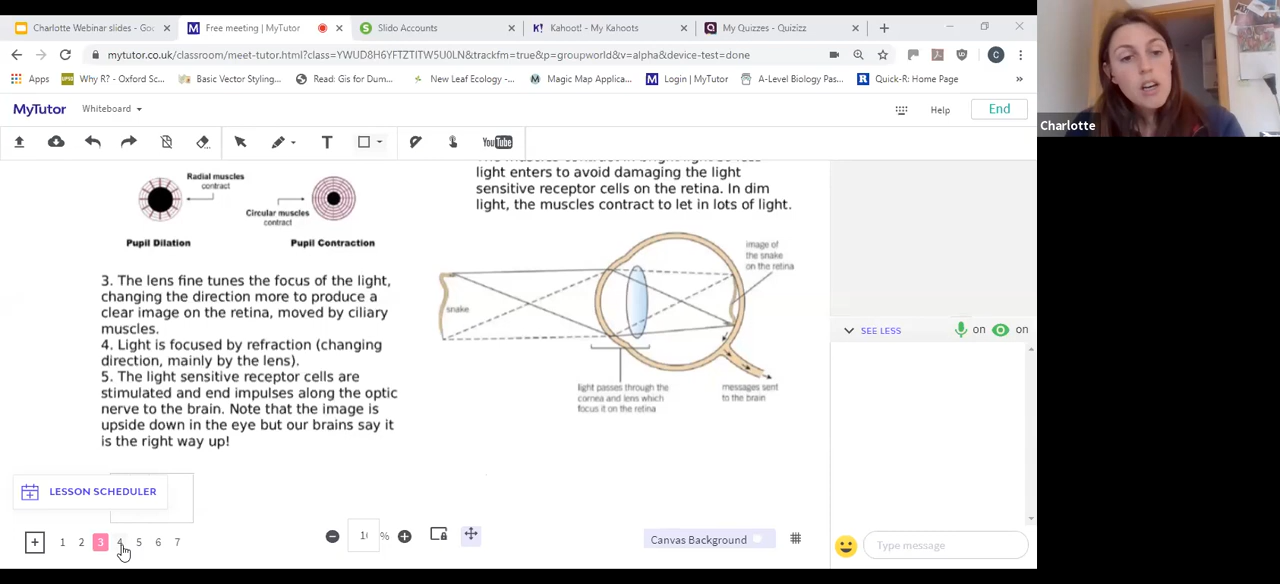 Charlotte Webinar slides - Goo
Free meeting | MyTutor
Slido Accounts
Kahoot! - My Kahoots
My Quizzes - Quizizz
mytutor.co.uk/classroom/meet-tutor.html?class=YWUD8H6YFTZTITW5U0!LN&trackfm=true&p=groupworld&v=alpha&device-test=done
Apps
Why R? - Oxford Sc...
Basic Vector Styling...
Read: Gis for Dum...
New Leaf Ecology -...
Magic Map Applica...
Login | MyTutor
A-Level Biology Pas...
Quick-R: Home Page
»
MyTutor
Whiteboard
Help
End
T
YouTube
Charlotte
light enters to avoid damaging the light
sensitive receptor cells on the retina. In dim
light, the muscles contract to let in lots of light.
Radial muscles
contract
Circular muscles
contract
Pupil Dilation
Pupil Contraction
3. The lens fine tunes the focus of the light,
changing the direction more to produce a
clear image on the retina, moved by ciliary
muscles.
4. Light is focused by refraction (changing
direction, mainly by the lens).
5. The light sensitive receptor cells are
stimulated and end impulses along the optic
nerve to the brain. Note that the image is
upside down in the eye but our brains say it
is the right way up!
image of
the snake
on the retina
snake
light passes through the
cornea and lens which
focus it on the retina
messages sent
to the brain
SEE LESS
on
on
LESSON SCHEDULER
1 2 3 4 5 6 7
%
Canvas Background
Type message